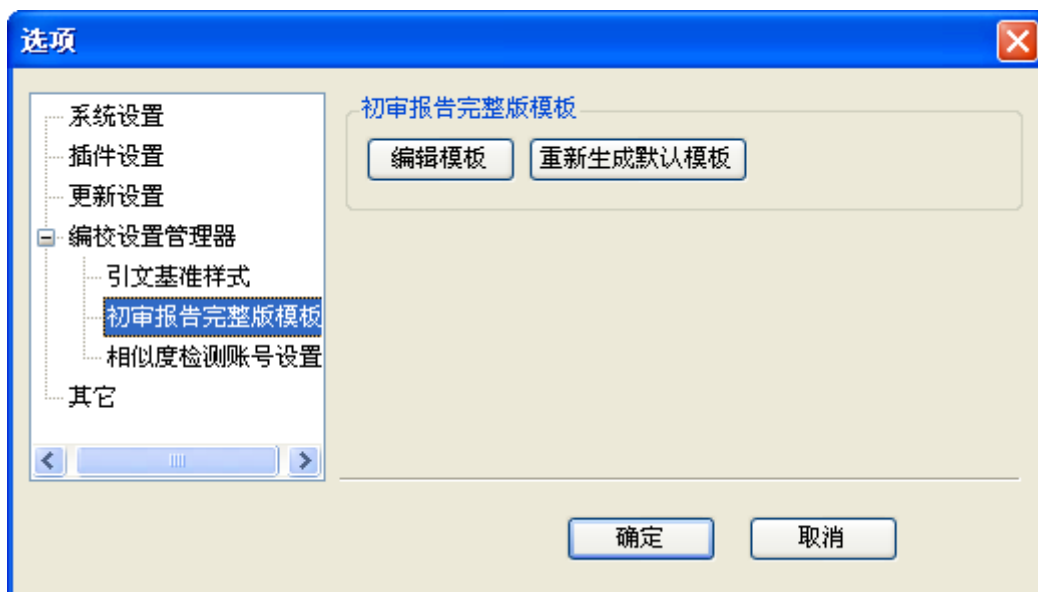 选项
系统设置
插件设置
更新设置
编校设置管理器
引文基准样式
初审报告完整版模板
相似度检测账号设置
其它
初审报告完整版模板
编辑模板 重新生成默认模板
确定 取消